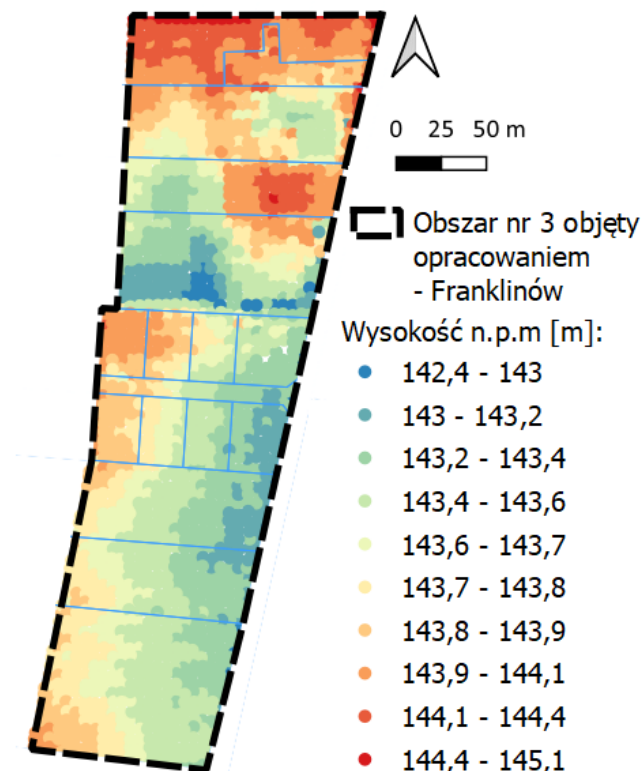 0 25 50 m
Obszar nr 3 objęty
opracowaniem
- Franklinów
Wysokość n.p.m [m]:
142,4 - 143
143 - 143,2
143,2 - 143,4
143,4 - 143,6
143,6 - 143,7
143,7 - 143,8
143,8 - 143,9
143,9 - 144,1
144,1 - 144,4
144,4 - 145,1